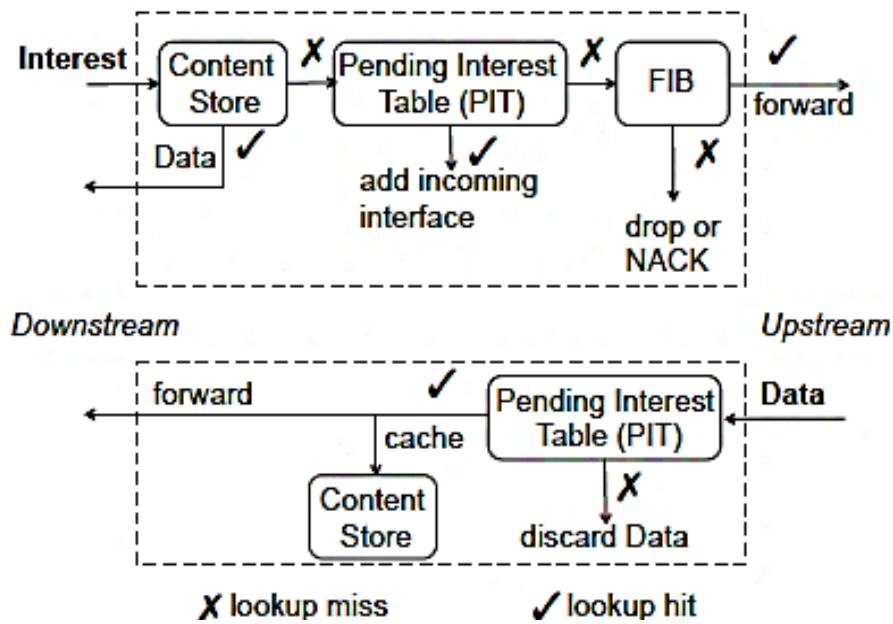 Interest
Content
Store
✗
Pending Interest
Table (PIT)
✗
FIB
✓
forward
Data
✓
✓
add incoming
interface
✗
drop or
NACK
Downstream
Upstream
forward
✓
Pending Interest
Table (PIT)
Data
cache
Content
Store
✗
discard Data
✗ lookup miss
✓ lookup hit